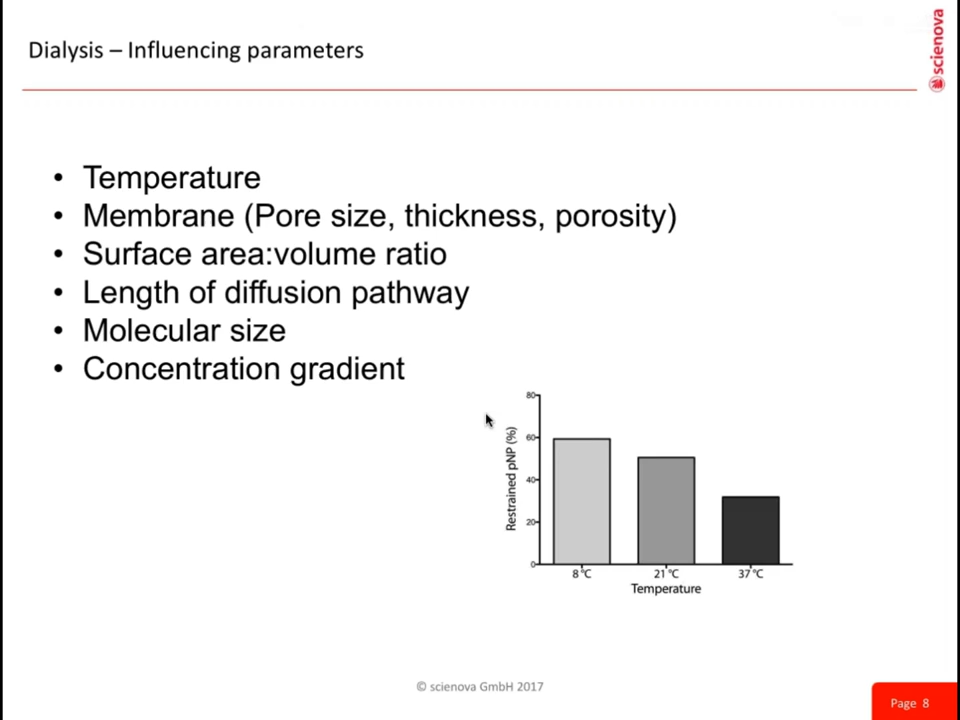 Dialysis – Influencing parameters
scienova
• Temperature
• Membrane (Pore size, thickness, porosity)
• Surface area:volume ratio
• Length of diffusion pathway
• Molecular size
• Concentration gradient
Restrained pNP (%)
80
60
40
20
0
8 °C 21 °C 37 °C
Temperature
© scienova GmbH 2017
Page 8